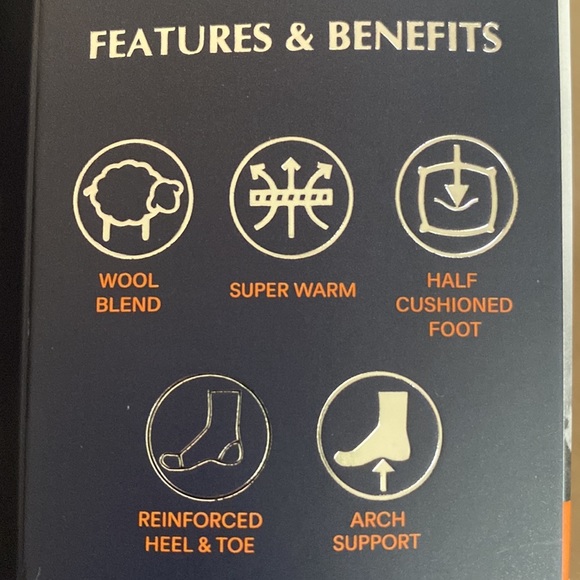 FEATURES & BENEFITS
WOOL
BLEND
SUPER WARM
HALF
CUSHIONED
FOOT
REINFORCED
HEEL & TOE
ARCH
SUPPORT